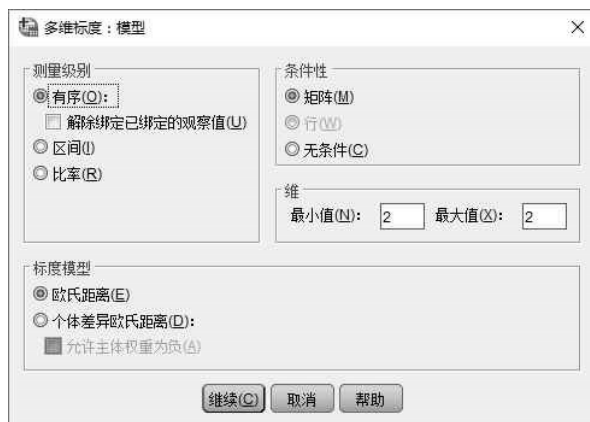 多维标度：模型
测量级别
有序(O)：
解除绑定已绑定的观察值(U)
区间(I)
比率(R)
条件性
矩阵(M)
行(W)
无条件(C)
维
最小值(N)： 2 最大值(X)： 2
标度模型
欧氏距离(E)
个体差异欧氏距离(D)：
允许主体权重为负(A)
继续(C) 取消 帮助